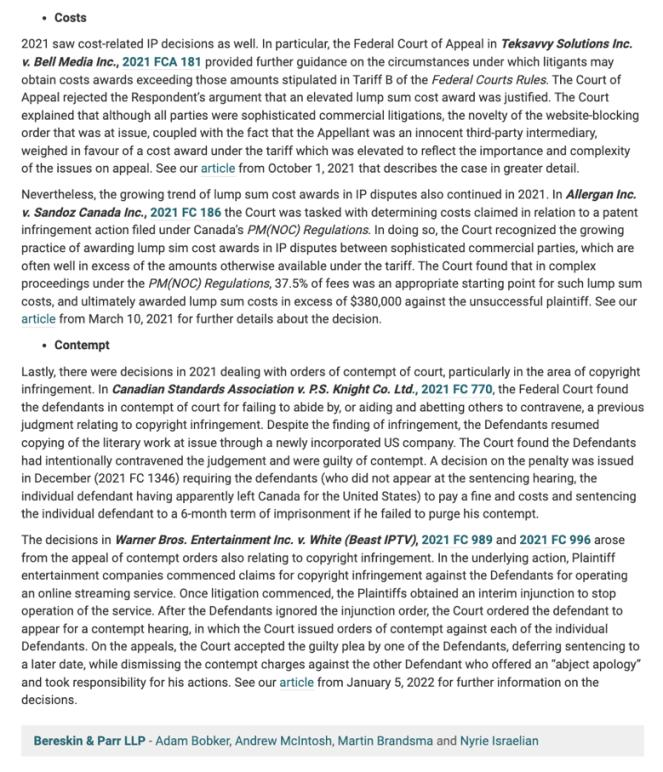 • Costs
2021 saw cost-related IP decisions as well. In particular, the Federal Court of Appeal in Teksavvy Solutions Inc.
v. Bell Media Inc., 2021 FCA 181 provided further guidance on the circumstances under which litigants may
obtain costs awards exceeding those amounts stipulated in Tariff B of the Federal Courts Rules. The Court of
Appeal rejected the Respondent's argument that an elevated lump sum cost award was justified. The Court
explained that although all parties were sophisticated commercial litigations, the novelty of the website-blocking
order that was at issue, coupled with the fact that the Appellant was an innocent third-party intermediary,
weighed in favour of a cost award under the tariff which was elevated to reflect the importance and complexity
of the issues on appeal. See our article from October 1, 2021 that describes the case in greater detail.
Nevertheless, the growing trend of lump sum cost awards in IP disputes also continued in 2021. In Allergan Inc.
v. Sandoz Canada Inc., 2021 FC 186 the Court was tasked with determining costs claimed in relation to a patent
infringement action filed under Canada's PM(NOC) Regulations. In doing so, the Court recognized the growing
practice of awarding lump sim cost awards in IP disputes between sophisticated commercial parties, which are
often well in excess of the amounts otherwise available under the tariff. The Court found that in complex
proceedings under the PM(NOC) Regulations, 37.5% of fees was an appropriate starting point for such lump sum
costs, and ultimately awarded lump sum costs in excess of $380,000 against the unsuccessful plaintiff. See our
article from March 10, 2021 for further details about the decision.
• Contempt
Lastly, there were decisions in 2021 dealing with orders of contempt of court, particularly in the area of copyright
infringement. In Canadian Standards Association v. P.S. Knight Co. Ltd., 2021 FC 770, the Federal Court found
the defendants in contempt of court for failing to abide by, or aiding and abetting others to contravene, a previous
judgment relating to copyright infringement. Despite the finding of infringement, the Defendants resumed
copying of the literary work at issue through a newly incorporated US company. The Court found the Defendants
had intentionally contravened the judgement and were guilty of contempt. A decision on the penalty was issued
in December (2021 FC 1346) requiring the defendants (who did not appear at the sentencing hearing, the
individual defendant having apparently left Canada for the United States) to pay a fine and costs and sentencing
the individual defendant to a 6-month term of imprisonment if he failed to purge his contempt.
The decisions in Warner Bros. Entertainment Inc. v. White (Beast IPTV), 2021 FC 989 and 2021 FC 996 arose
from the appeal of contempt orders also relating to copyright infringement. In the underlying action, Plaintiff
entertainment companies commenced claims for copyright infringement against the Defendants for operating
an online streaming service. Once litigation commenced, the Plaintiffs obtained an interim injunction to stop
operation of the service. After the Defendants ignored the injunction order, the Court ordered the defendant to
appear for a contempt hearing, in which the Court issued orders of contempt against each of the individual
Defendants. On the appeals, the Court accepted the guilty plea by one of the Defendants, deferring sentencing to
a later date, while dismissing the contempt charges against the other Defendant who offered an "abject apology"
and took responsibility for his actions. See our article from January 5, 2022 for further information on the
decisions.
Bereskin & Parr LLP - Adam Bobker, Andrew McIntosh, Martin Brandsma and Nyrie Israelian